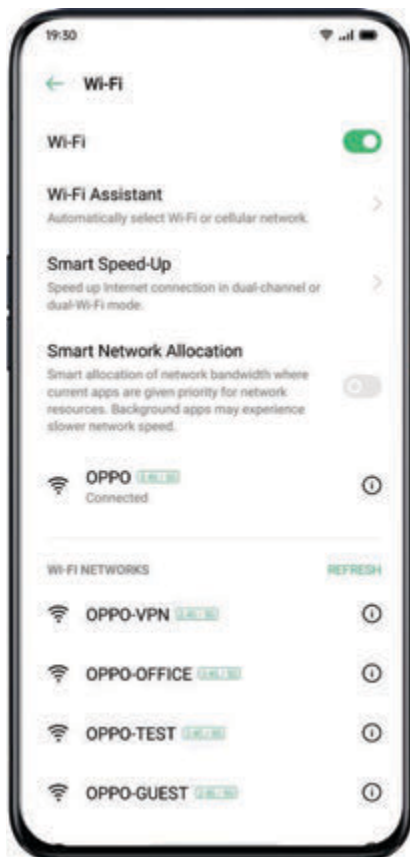 19:30
Wi-Fi
Wi-Fi
Wi-Fi Assistant
Automatically select Wi-Fi or cellular network.
Smart Speed-Up
Speed up Internet connection in dual-channel or
dual-Wi-Fi mode.
Smart Network Allocation
Smart allocation of network bandwidth where
current apps are given priority for network
resources. Background apps may experience
slower network speed.
OPPO
Connected
WI-FI NETWORKS REFRESH
OPPO-VPN
OPPO-OFFICE
OPPO-TEST
OPPO-GUEST